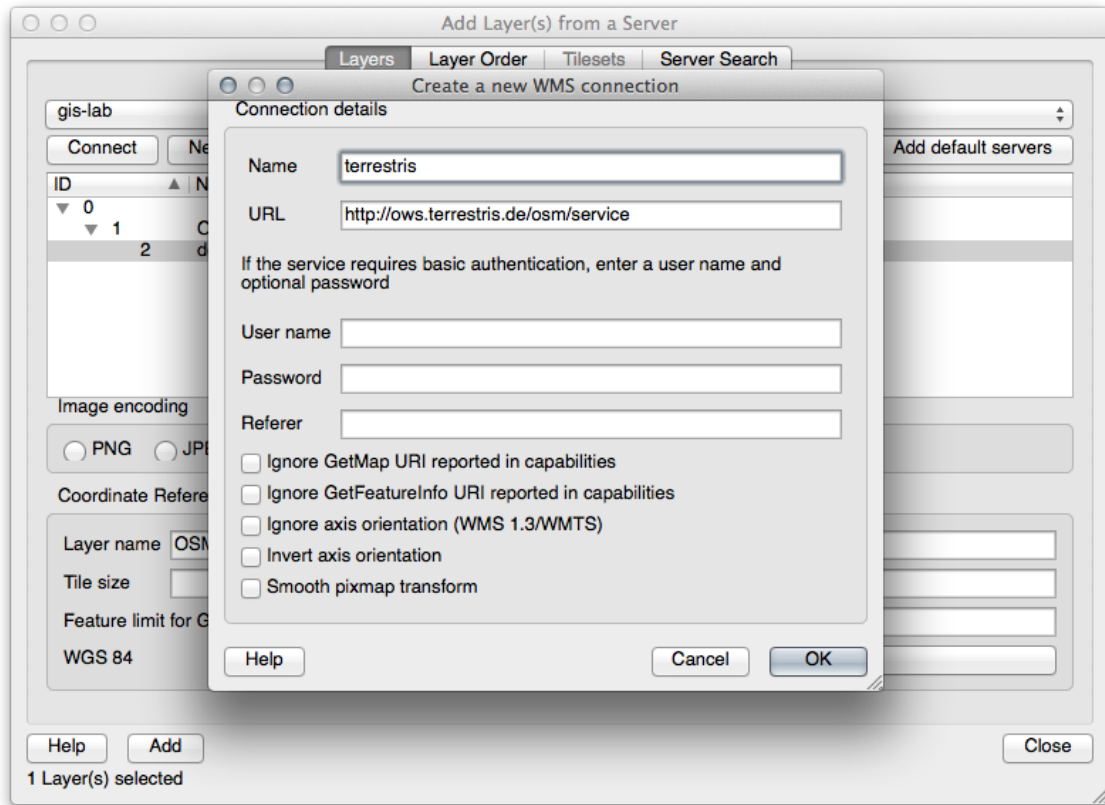 Add Layer(s) from a Server
Layers Layer Order Tilesets Server Search
Create a new WMS connection
Connection details
gis-lab
Connect
Add default servers
Name terrestris
ID
0
URL http://ows.terrestris.de/osm/service
1
2
If the service requires basic authentication, enter a user name and
optional password
User name
Password
Image encoding
Referer
PNG
Ignore GetMap URI reported in capabilities
Ignore GetFeatureInfo URI reported in capabilities
Coordinate
Ignore axis orientation (WMS 1.3/WMTS)
Layer name
Invert axis orientation
Tile size
Smooth pixmap transform
Feature limit for
WGS 84
Help Cancel OK
Help Add Close
1 Layer(s) selected